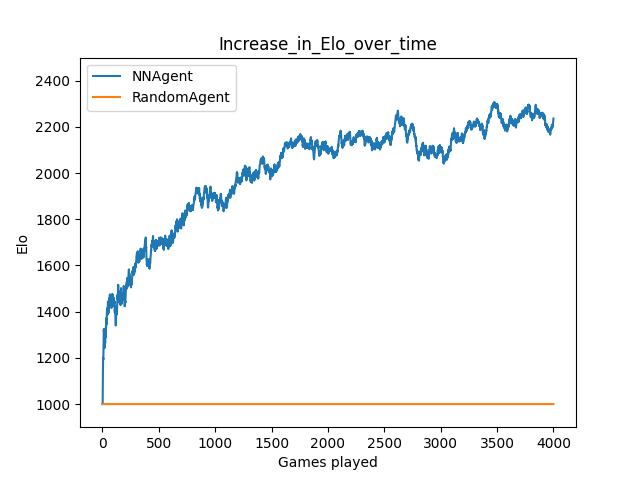 Increase_in_Elo_over_time
NNAgent
RandomAgent
2400
2200
2000
1800
1600
1400
1200
1000
Elo
0 500 1000 1500 2000 2500 3000 3500 4000
Games played